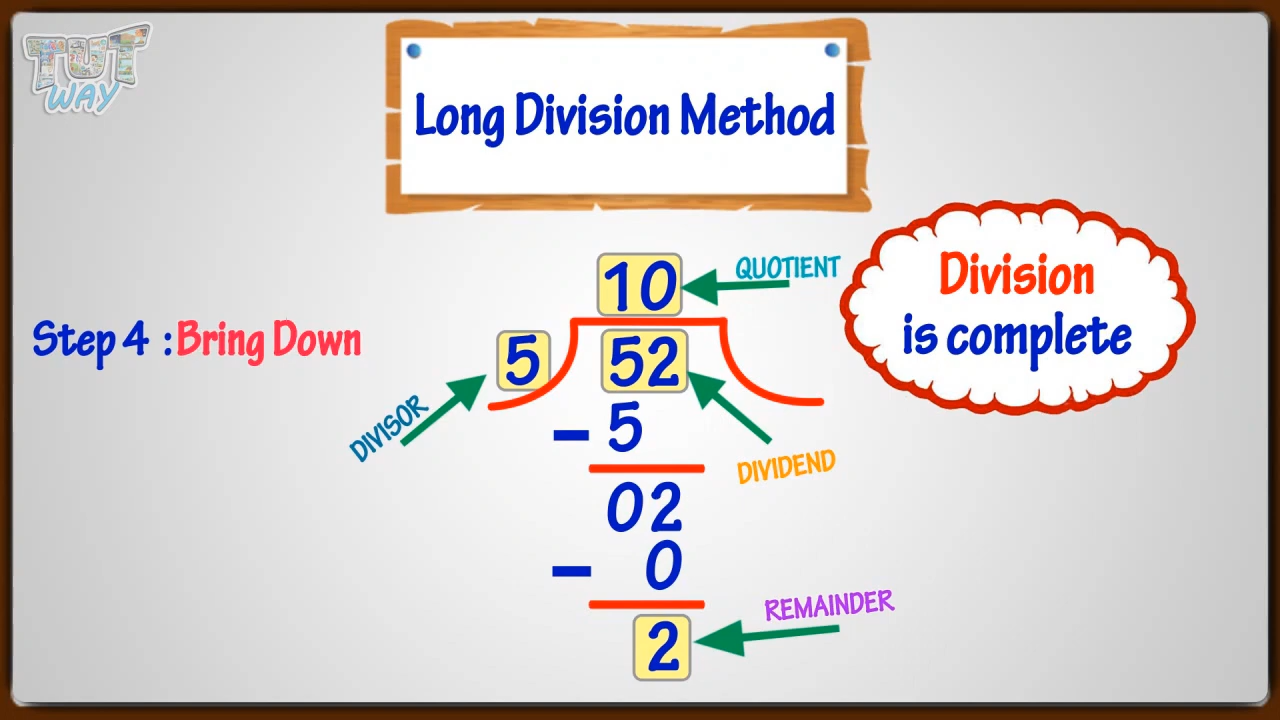 TUT
WAY
Long Division Method
10
QUOTIENT
Step 4 : Bring Down
5
52
DIVISOR
DIVIDEND
– 5
02
– 0
2
REMAINDER
Division
is complete